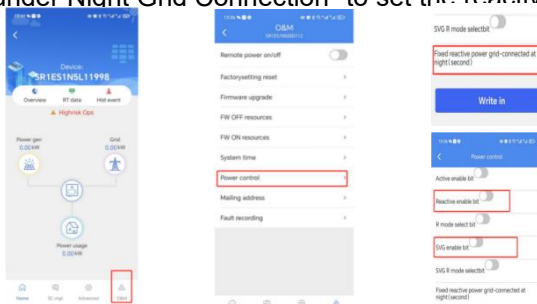 under Night Grid Connection" to set the
Device:
SR1ES1N5L11998
Overview RT data Hist event
Highrisk Ops
Power gen
0.00kW
Grid
0.00kW
Power usage
0.00kW
Home Advanced O&M
O&M
Remote power on/off
Factorysetting reset
Firmware upgrade
FW OFF resources
FW ON resources
System time
Power control
Mailing address
Fault recording
SVG R mode selectbit
Fixed reactive power grid-connected at
night(second)
Write in
Power control
Active enable bit
Reactive enable bit
R mode select bit
SVG enable bit
SVG R mode selectbit
Fixed reactive power grid-connected at
night(second)